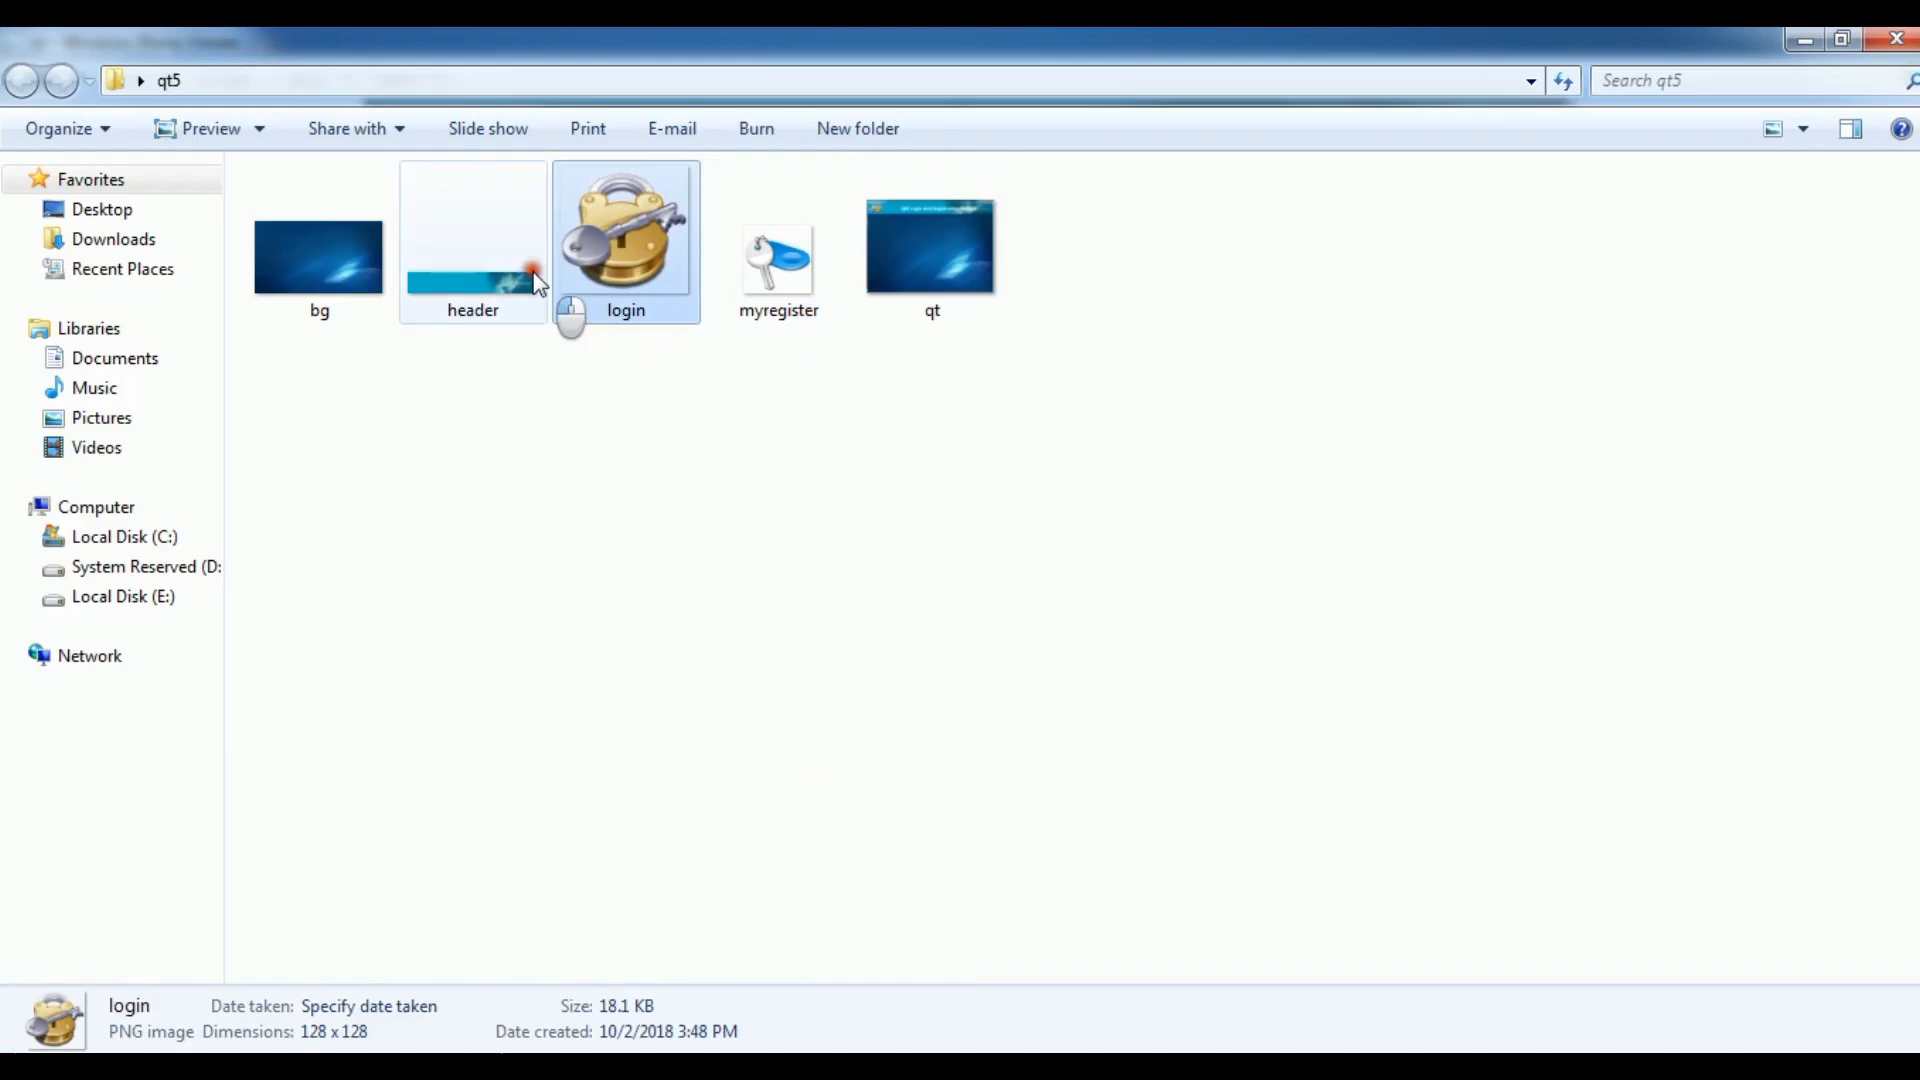 qt5
Search qt5
Organize
Preview
Share with
Slide show
Print
E-mail
Burn
New folder
Favorites
Desktop
Downloads
Recent Places
Libraries
Documents
Music
Pictures
Videos
Computer
Local Disk (C:)
System Reserved (D:
Local Disk (E:)
Network
bg
header
login
myregister
qt
login
Date taken: Specify date taken
Size: 18.1 KB
PNG image
Dimensions: 128 x 128
Date created: 10/2/2018 3:48 PM